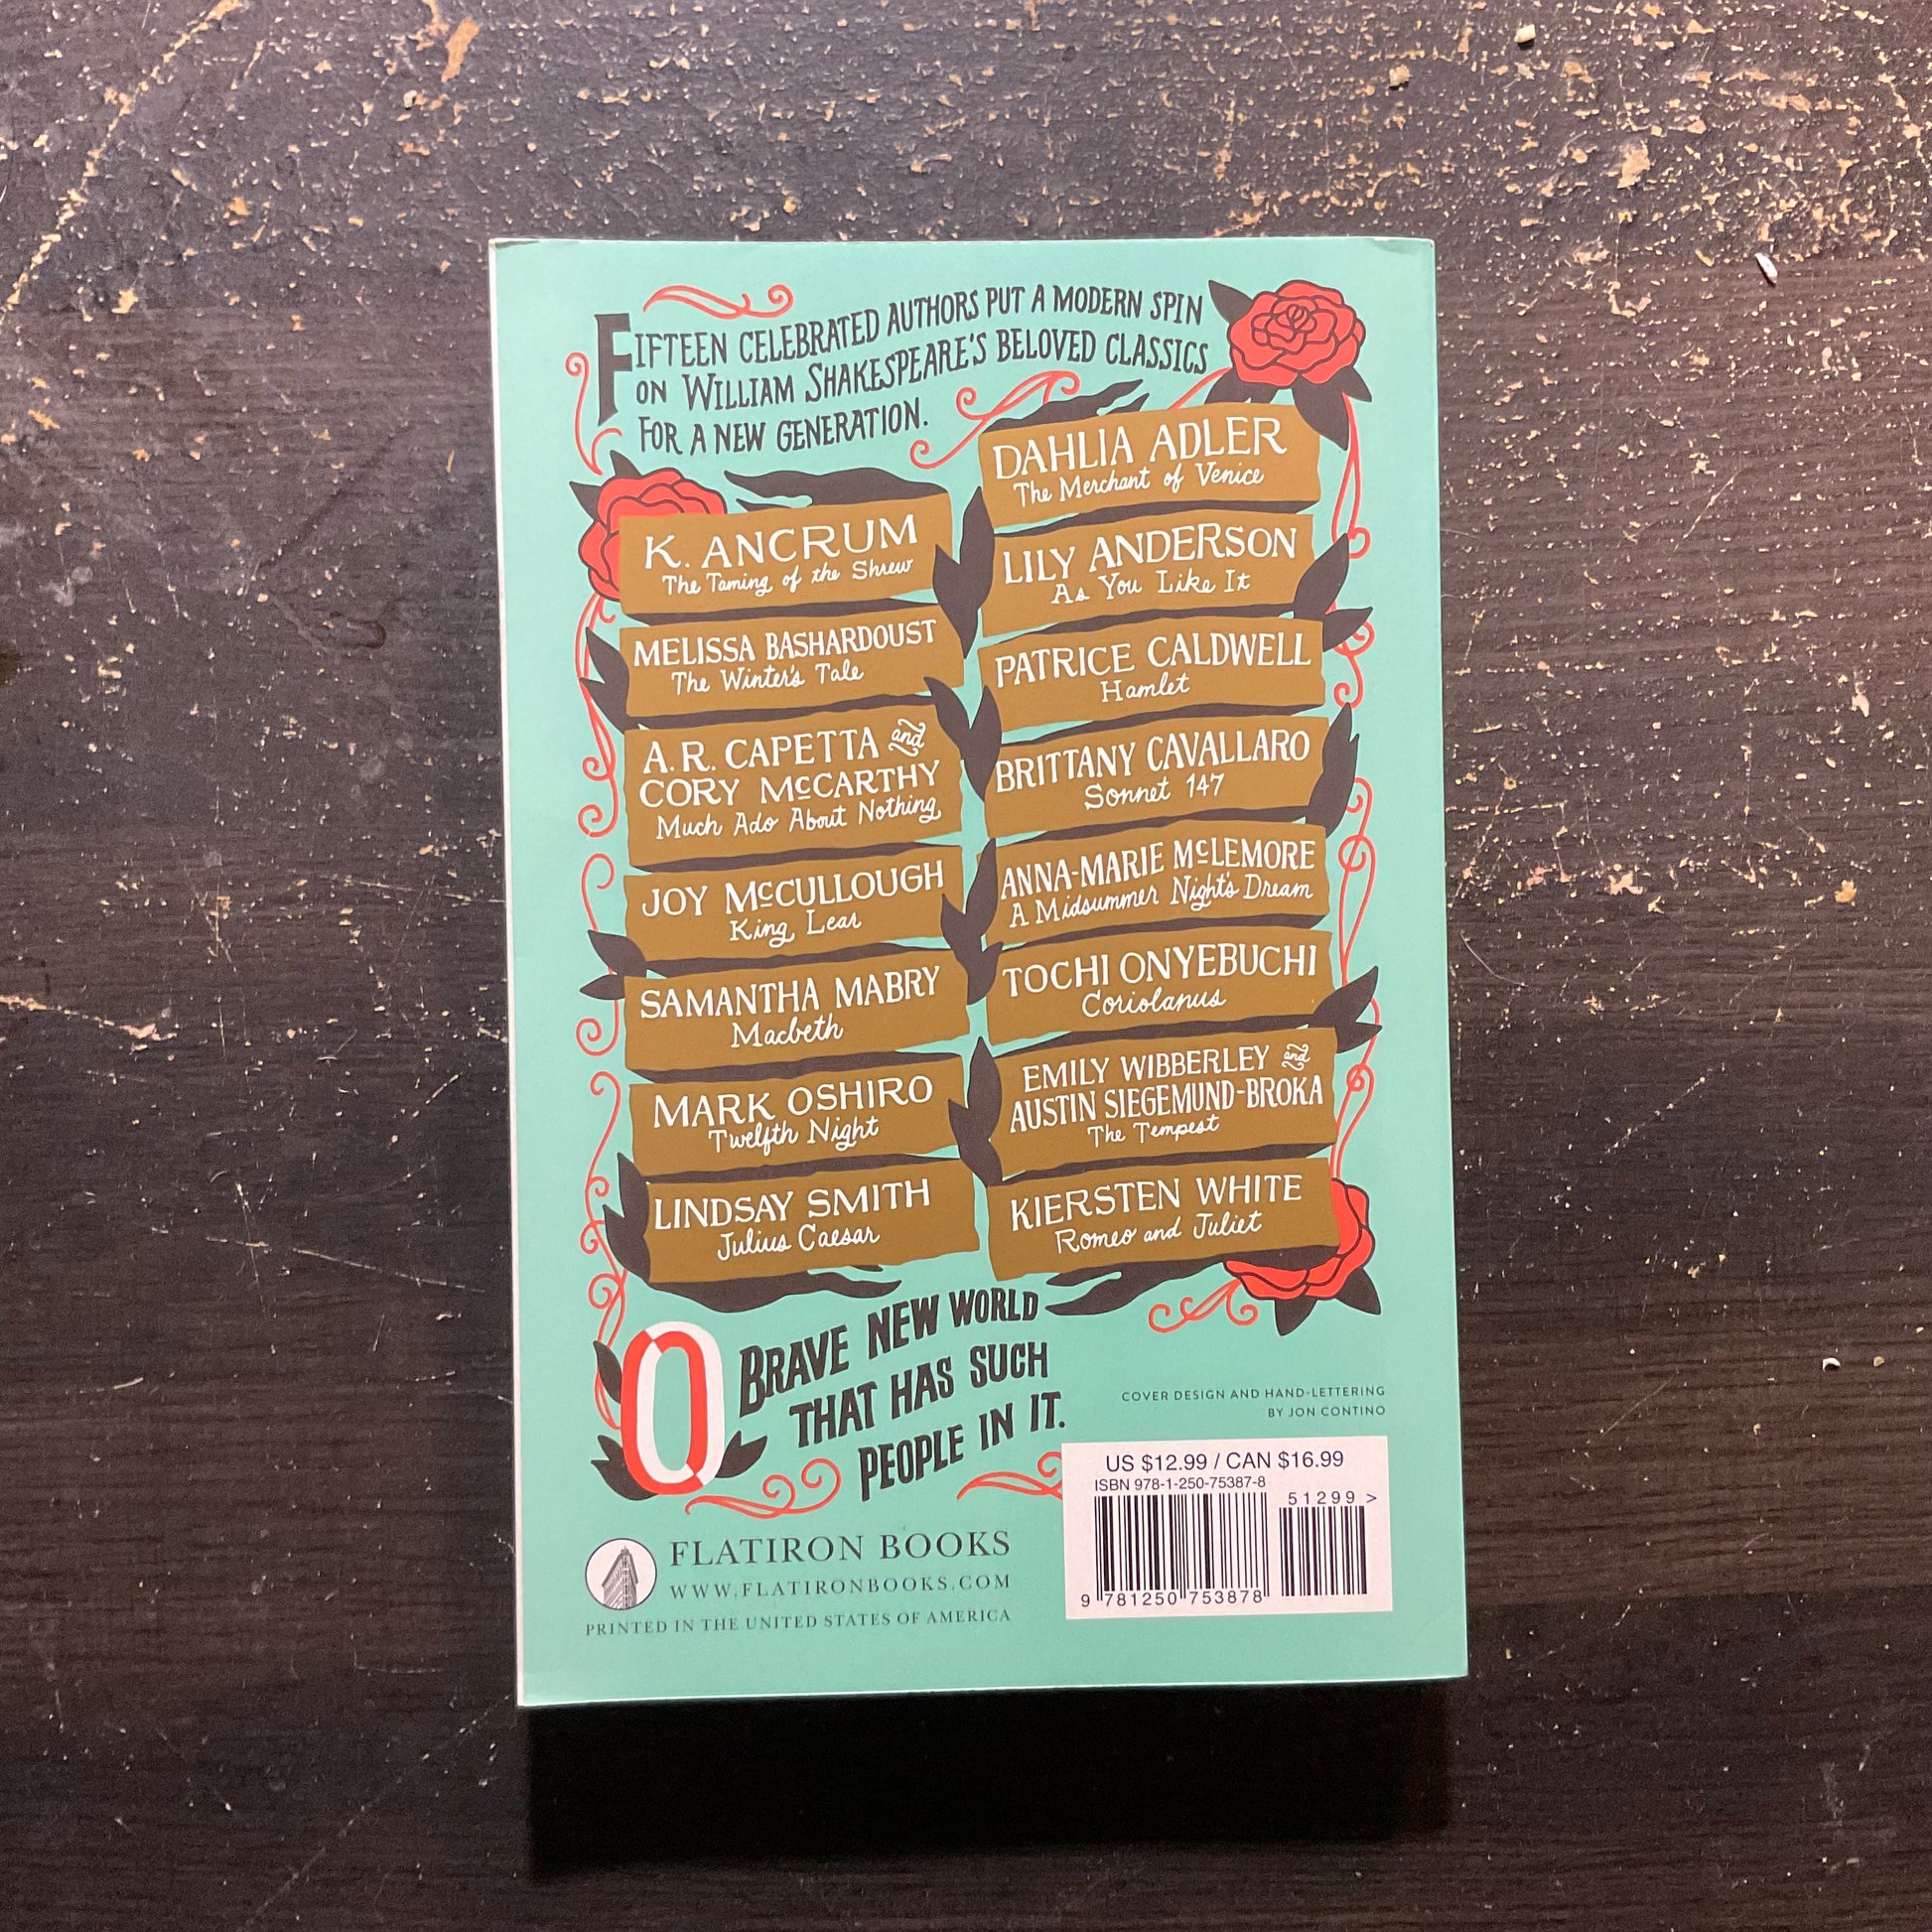 FIFTEEN CELEBRATED AUTHORS PUT A MODERN SPIN
ON WILLIAM SHAKESPEARE'S BELOVED CLASSICS
FOR A NEW GENERATION.
K. ANCRUM
The Taming of the Shrew
MELISSA BASHARDOUST
The Winter's Tale
A.R. CAPETTA and
CORY McCARTHY
Much Ado About Nothing
JOY McCULLOUGH
King Lear
SAMANTHA MABRY
Macbeth
MARK OSHIRO
Twelfth Night
LINDSAY SMITH
Julius Caesar
DAHLIA ADLER
The Merchant of Venice
LILY ANDERSON
As You Like It
PATRICE CALDWELL
Hamlet
BRITTANY CAVALLARO
Sonnet 147
ANNA-MARIE McLEMORE
A Midsummer Night's Dream
TOCHI ONYEBUCHI
Coriolanus
EMILY WIBBERLEY and
AUSTIN SIEGEMUND-BROKA
The Tempest
KIERSTEN WHITE
Romeo and Juliet
O BRAVE NEW WORLD
THAT HAS SUCH
PEOPLE IN IT.
COVER DESIGN AND HAND-LETTERING
BY JON CONTINO
US $12.99 / CAN $16.99
ISBN 978-1-250-75387-8
51299 >
9 781250 753878
FLATIRON BOOKS
WWW.FLATIRONBOOKS.COM
PRINTED IN THE UNITED STATES OF AMERICA